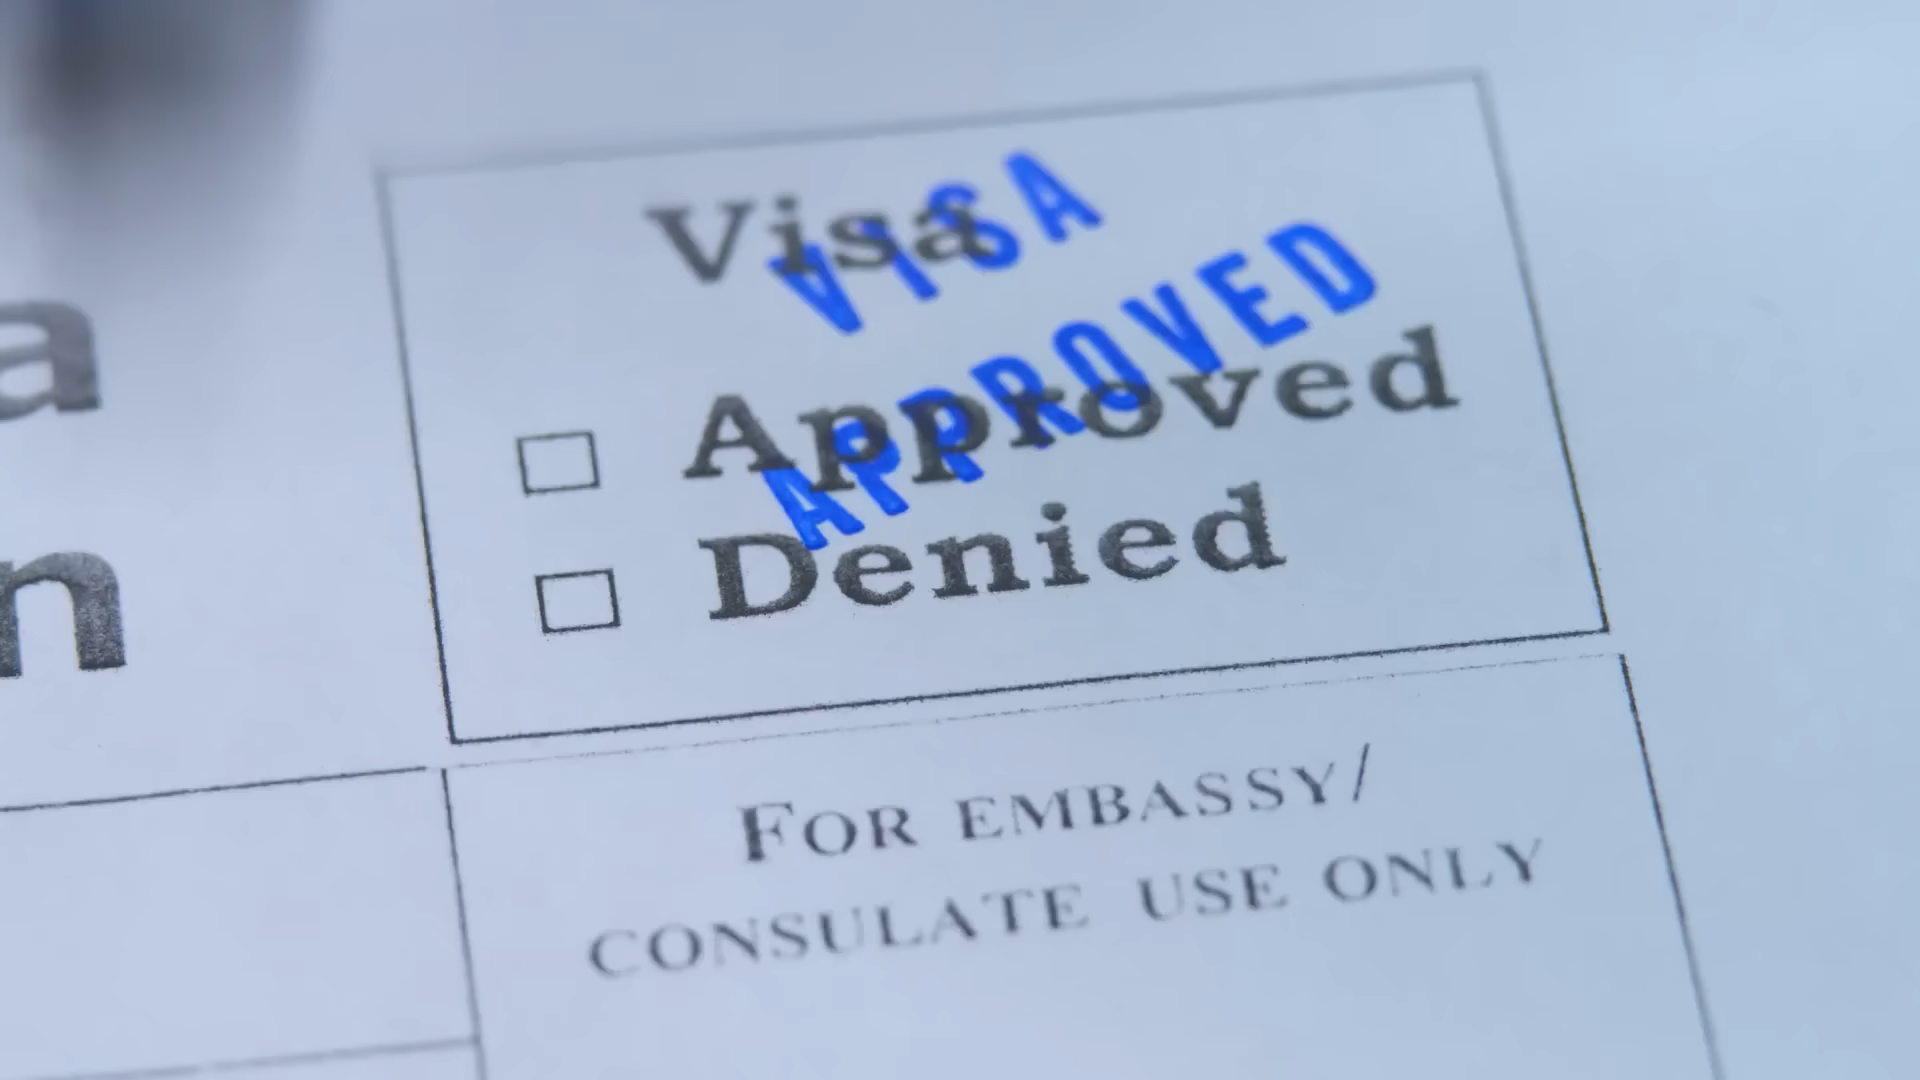 Visa
VISA
APPROVED
Approved
Denied
a
n
FOR EMBASSY/
CONSULATE USE ONLY